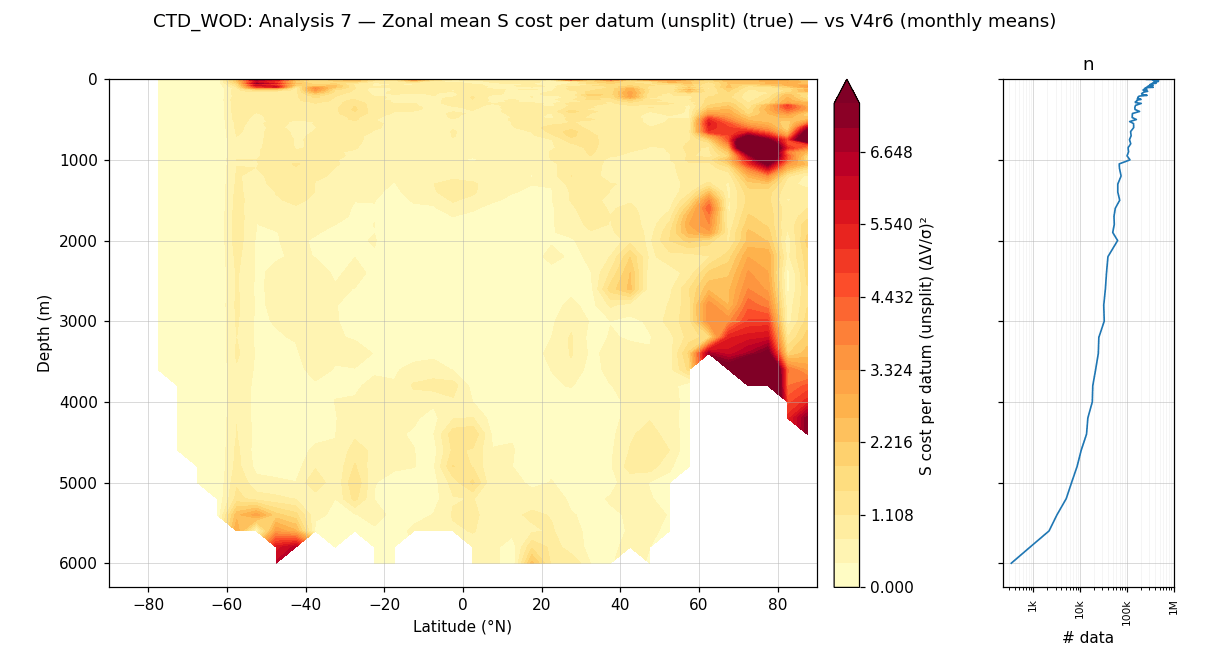 CTD_WOD: Analysis 7 — Zonal mean S cost per datum (unsplit) (true) — vs V4r6 (monthly means)
n
0
1000
2000
3000
4000
5000
6000
Depth (m)
−80
−60
−40
−20
0
20
40
60
80
Latitude (°N)
6.648
5.540
4.432
3.324
2.216
1.108
0.000
S cost per datum (unsplit) (ΔV/σ)²
1k
10k
100k
1M
# data